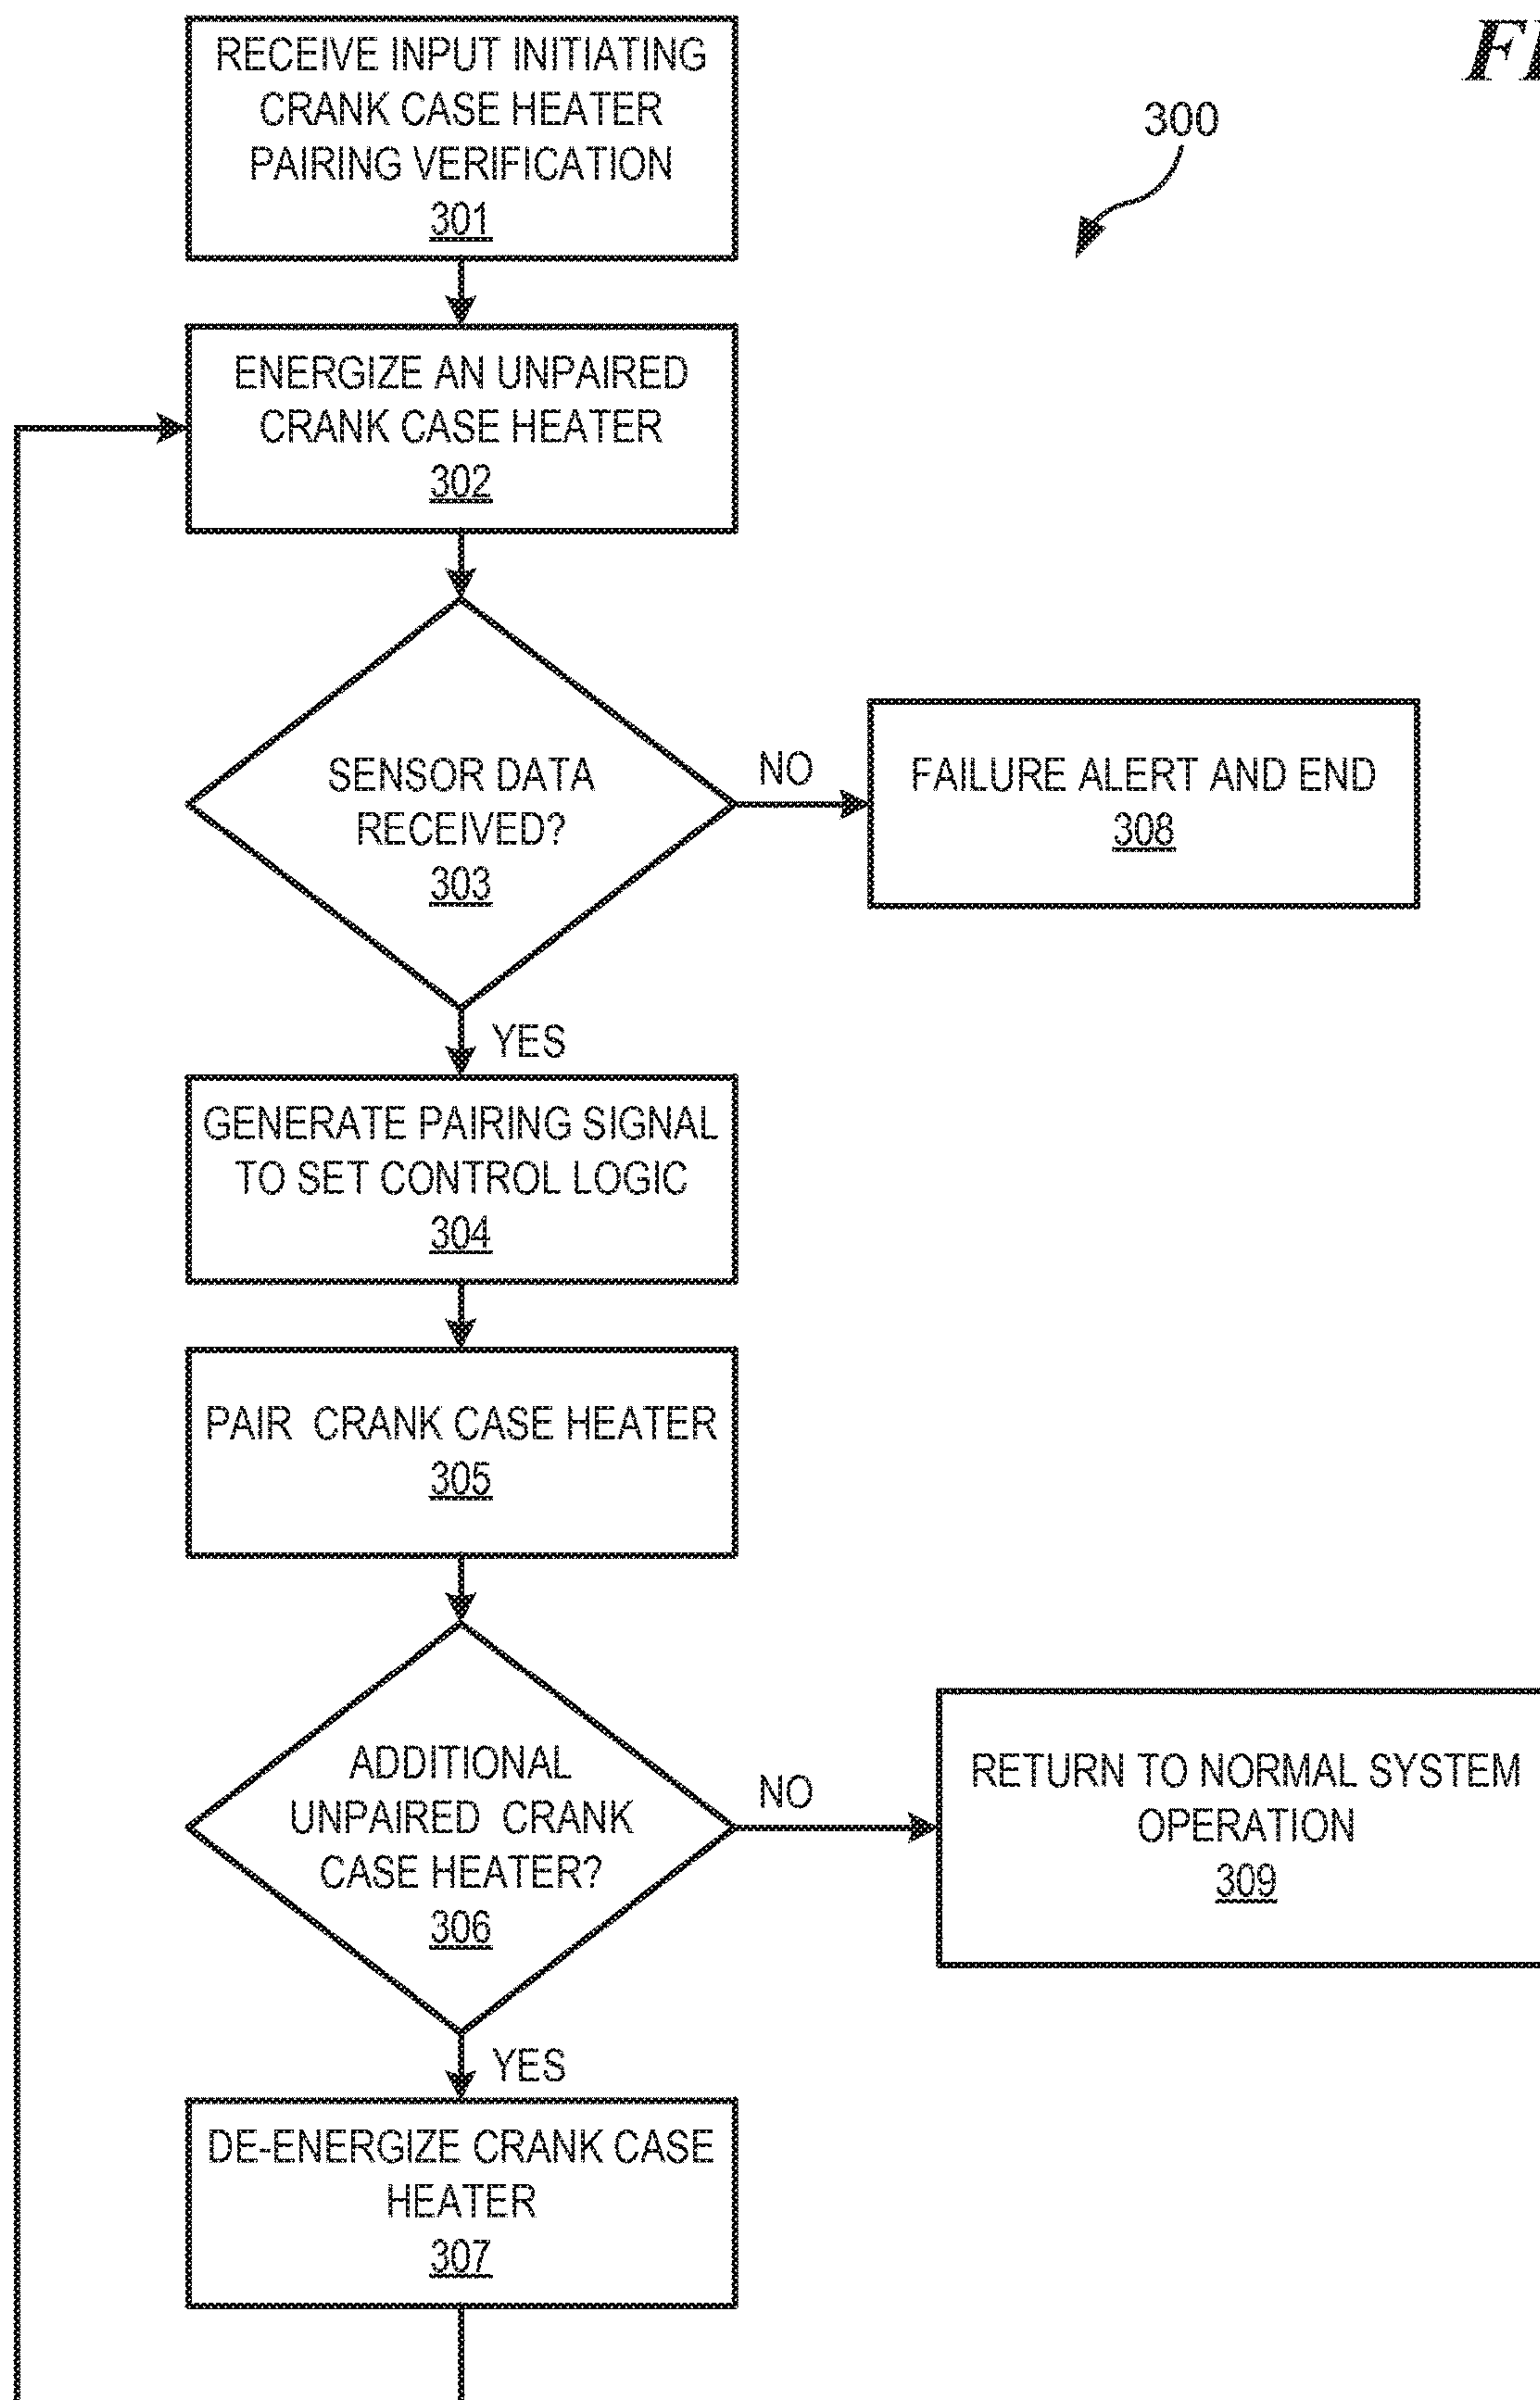 FI
300
RECEIVE INPUT INITIATING
CRANK CASE HEATER
PAIRING VERIFICATION
301
ENERGIZE AN UNPAIRED
CRANK CASE HEATER
302
SENSOR DATA
RECEIVED?
303
NO
FAILURE ALERT AND END
308
YES
GENERATE PAIRING SIGNAL
TO SET CONTROL LOGIC
304
PAIR CRANK CASE HEATER
305
ADDITIONAL
UNPAIRED CRANK
CASE HEATER?
306
NO
RETURN TO NORMAL SYSTEM
OPERATION
309
YES
DE-ENERGIZE CRANK CASE
HEATER
307